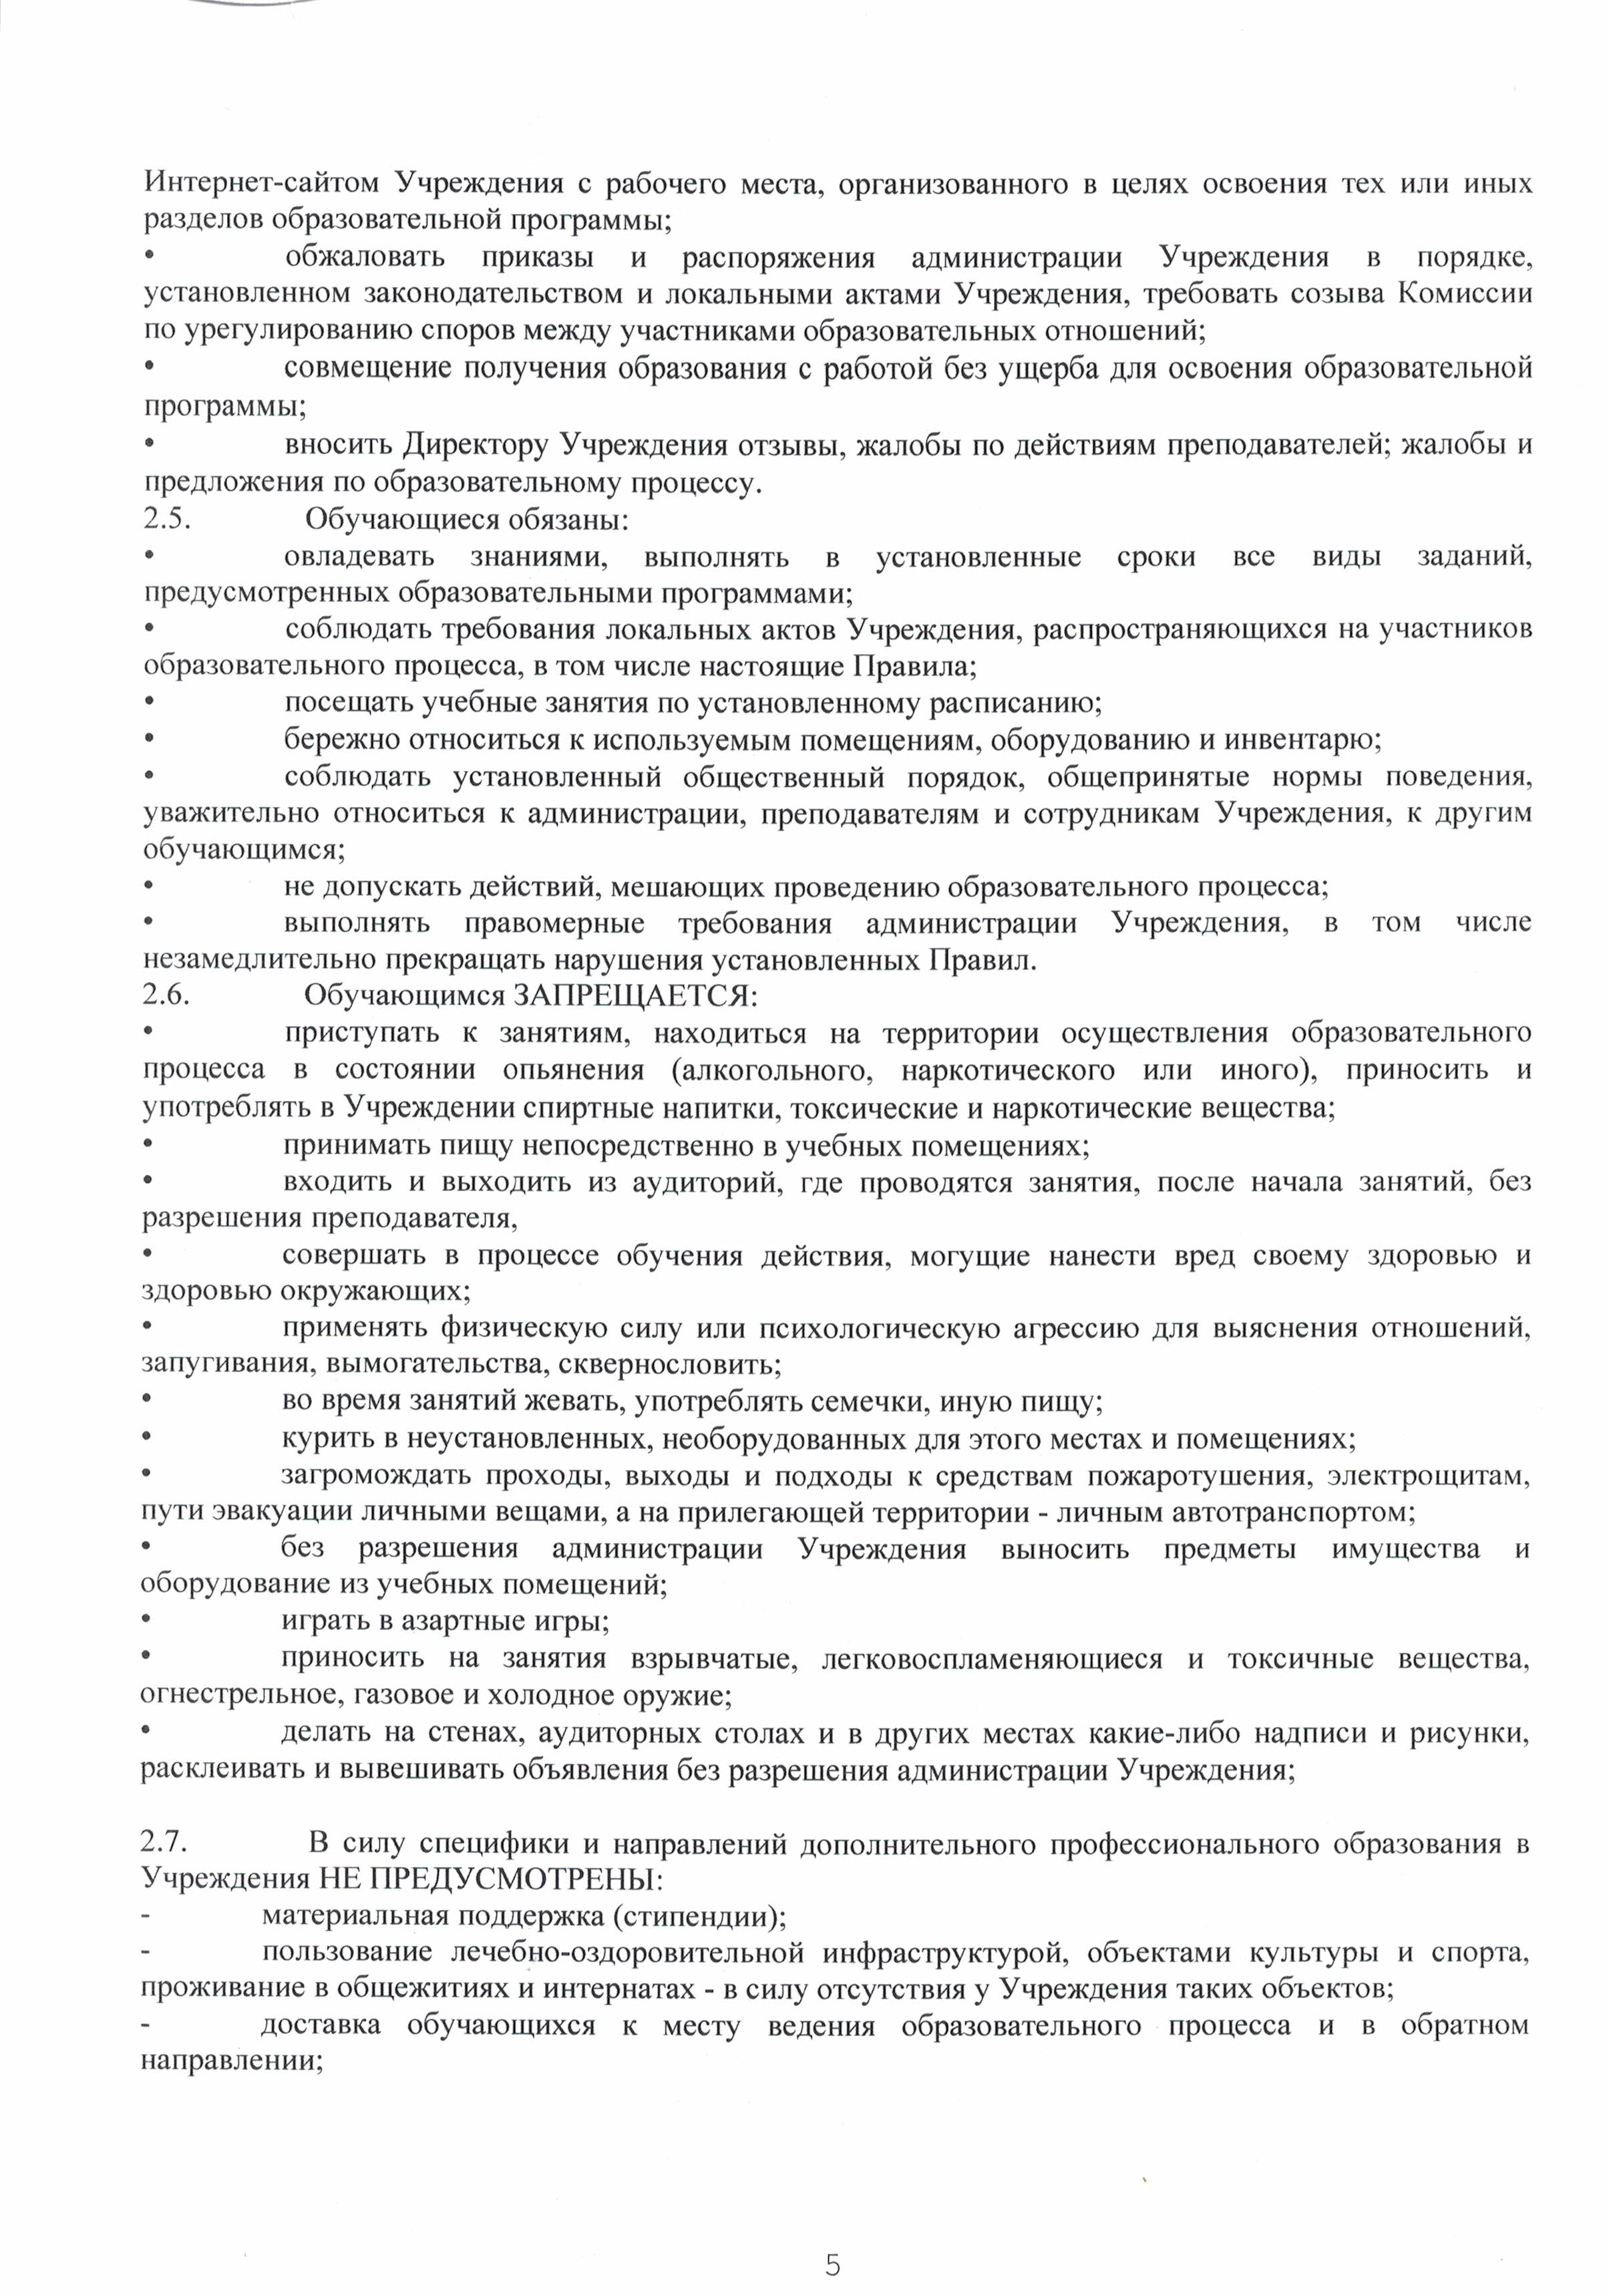 Интернет-сайтом Учреждения с рабочего места, организованного в целях освоения тех или иных
разделов образовательной программы;
• обжаловать приказы и распоряжения администрации Учреждения в порядке,
установленном законодательством и локальными актами Учреждения, требовать созыва Комиссии
по урегулированию споров между участниками образовательных отношений;
• совмещение получения образования с работой без ущерба для освоения образовательной
программы;
• вносить Директору Учреждения отзывы, жалобы по действиям преподавателей; жалобы и
предложения по образовательному процессу.
2.5. Обучающиеся обязаны:
• овладевать знаниями, выполнять в установленные сроки все виды заданий,
предусмотренных образовательными программами;
• соблюдать требования локальных актов Учреждения, распространяющихся на участников
образовательного процесса, в том числе настоящие Правила;
• посещать учебные занятия по установленному расписанию;
• бережно относиться к используемым помещениям, оборудованию и инвентарю;
• соблюдать установленный общественный порядок, общепринятые нормы поведения,
уважительно относиться к администрации, преподавателям и сотрудникам Учреждения, к другим
обучающимся;
• не допускать действий, мешающих проведению образовательного процесса;
• выполнять правомерные требования администрации Учреждения, в том числе
незамедлительно прекращать нарушения установленных Правил.
2.6. Обучающимся ЗАПРЕЩАЕТСЯ:
• приступать к занятиям, находиться на территории осуществления образовательного
процесса в состоянии опьянения (алкогольного, наркотического или иного), приносить и
употреблять в Учреждении спиртные напитки, токсические и наркотические вещества;
• принимать пищу непосредственно в учебных помещениях;
• входить и выходить из аудиторий, где проводятся занятия, после начала занятий, без
разрешения преподавателя,
• совершать в процессе обучения действия, могущие нанести вред своему здоровью и
здоровью окружающих;
• применять физическую силу или психологическую агрессию для выяснения отношений,
запугивания, вымогательства, сквернословить;
• во время занятий жевать, употреблять семечки, иную пищу;
• курить в неустановленных, необорудованных для этого местах и помещениях;
• загромождать проходы, выходы и подходы к средствам пожаротушения, электрощитам,
пути эвакуации личными вещами, а на прилегающей территории - личным автотранспортом;
• без разрешения администрации Учреждения выносить предметы имущества и
оборудование из учебных помещений;
• играть в азартные игры;
• приносить на занятия взрывчатые, легковоспламеняющиеся и токсичные вещества,
огнестрельное, газовое и холодное оружие;
• делать на стенах, аудиторных столах и в других местах какие-либо надписи и рисунки,
расклеивать и вывешивать объявления без разрешения администрации Учреждения;
2.7. В силу специфики и направлений дополнительного профессионального образования в
Учреждения НЕ ПРЕДУСМОТРЕНЫ:
- материальная поддержка (стипендии);
- пользование лечебно-оздоровительной инфраструктурой, объектами культуры и спорта,
проживание в общежитиях и интернатах - в силу отсутствия у Учреждения таких объектов;
- доставка обучающихся к месту ведения образовательного процесса и в обратном
направлении;
5